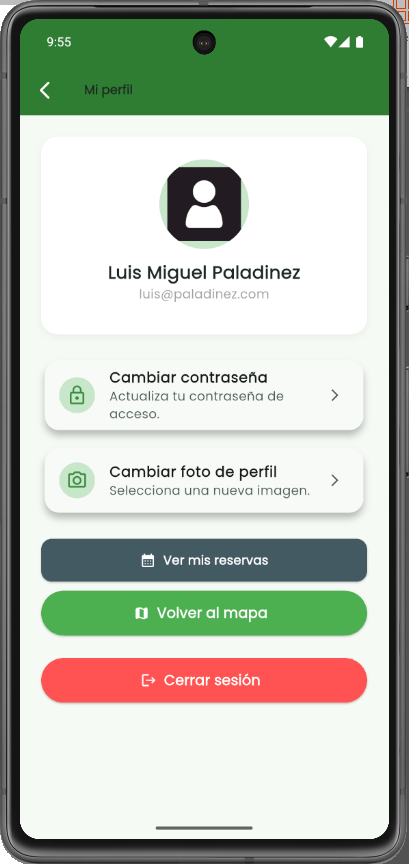 9:55
Mi perfil
Luis Miguel Paladinez
luis@paladinez.com
Cambiar contraseña
Actualiza tu contraseña de
acceso.
Cambiar foto de perfil
Selecciona una nueva imagen.
Ver mis reservas
Volver al mapa
Cerrar sesión